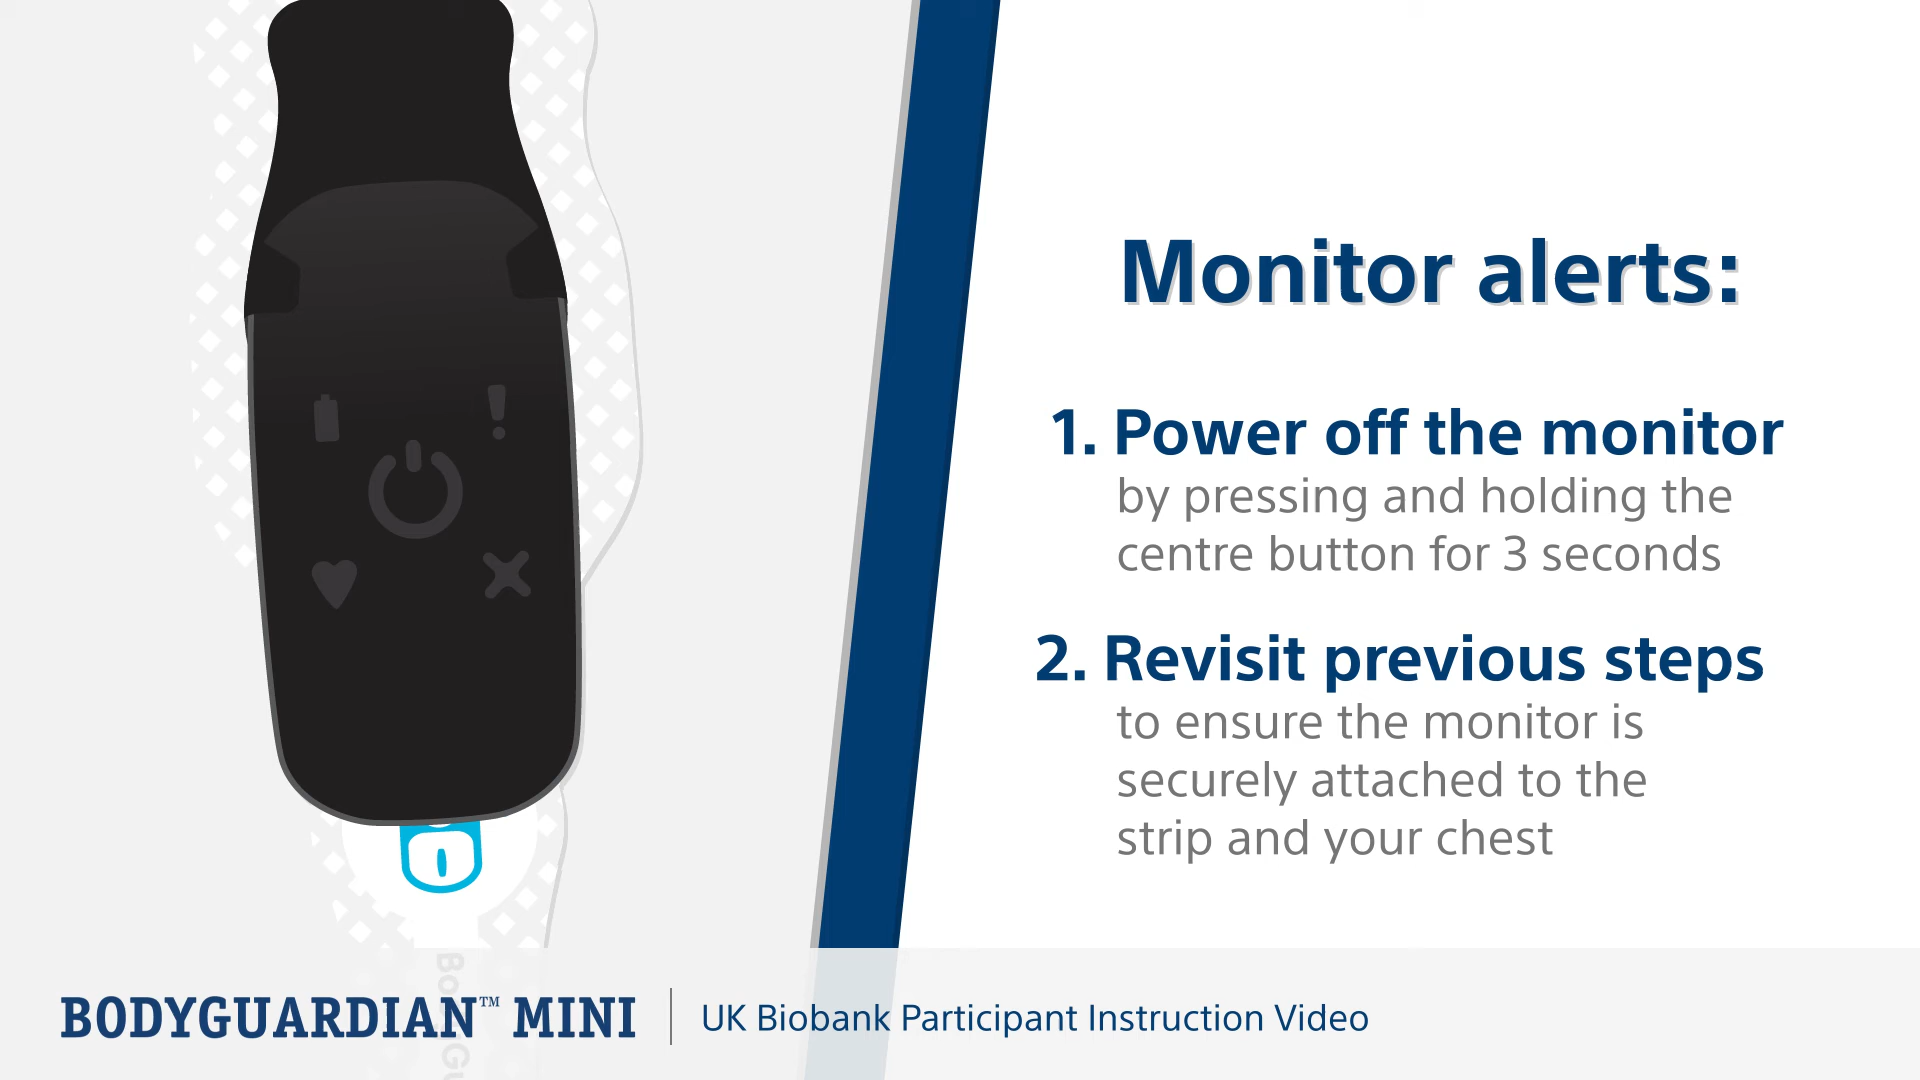 Monitor alerts:
1. Power off the monitor
by pressing and holding the
centre button for 3 seconds
2. Revisit previous steps
to ensure the monitor is
securely attached to the
strip and your chest
BODYGUARDIAN™ MINI
UK Biobank Participant Instruction Video